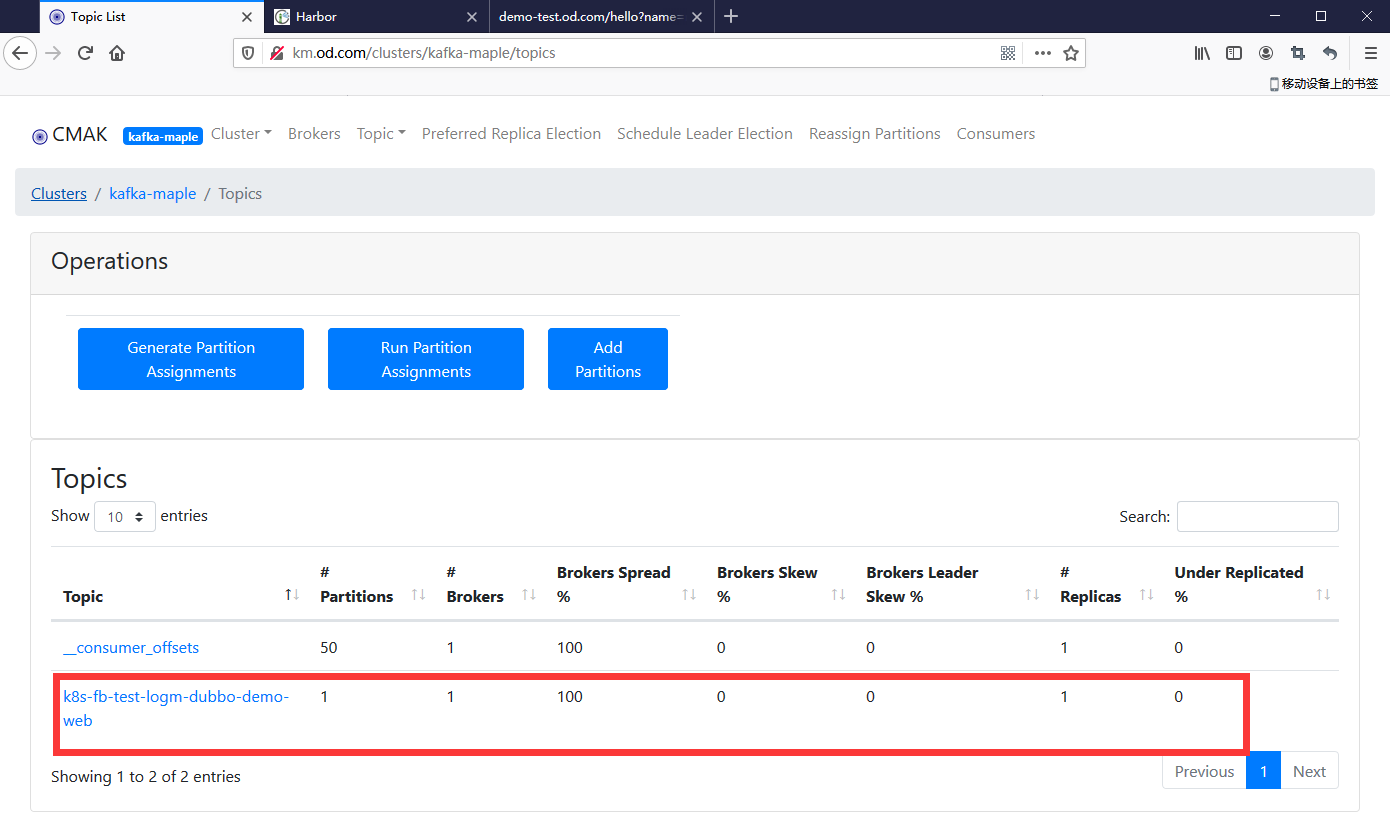 Topic List
Harbor
demo-test.od.com/hello?name=
km.od.com/clusters/kafka-maple/topics
移动设备上的书签
CMAK kafka-maple Cluster Brokers Topic Preferred Replica Election Schedule Leader Election Reassign Partitions Consumers
Clusters / kafka-maple / Topics
Operations
Generate Partition
Assignments
Run Partition
Assignments
Add
Partitions
Topics
Show 10 entries
Search:
Topic
# Partitions
# Brokers
Brokers Spread %
Brokers Skew %
Brokers Leader Skew %
# Replicas
Under Replicated %
__consumer_offsets 50 1 100 0 0 1 0
k8s-fb-test-logm-dubbo-demo- 1 1 100 0 0 1 0
web
Showing 1 to 2 of 2 entries
Previous 1 Next